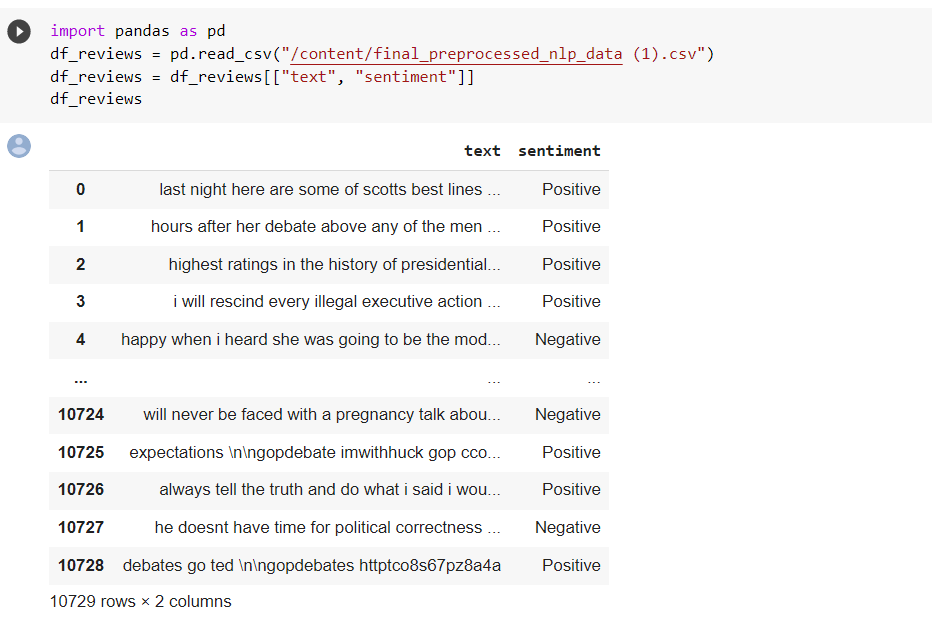 import pandas as pd
df_reviews = pd.read_csv("/content/final_preprocessed_nlp_data (1).csv")
df_reviews = df_reviews[["text", "sentiment"]]
df_reviews
text sentiment
0 last night here are some of scotts best lines ... Positive
1 hours after her debate above any of the men ... Positive
2 highest ratings in the history of presidential... Positive
3 i will rescind every illegal executive action ... Positive
4 happy when i heard she was going to be the mod... Negative
... ... ...
10724 will never be faced with a pregnancy talk abou... Negative
10725 expectations \n\ngopdebate imwithhuck gop cco... Positive
10726 always tell the truth and do what i said i wou... Positive
10727 he doesnt have time for political correctness ... Negative
10728 debates go ted \n\ngopdebates httptco8s67pz8a4a Positive
10729 rows × 2 columns